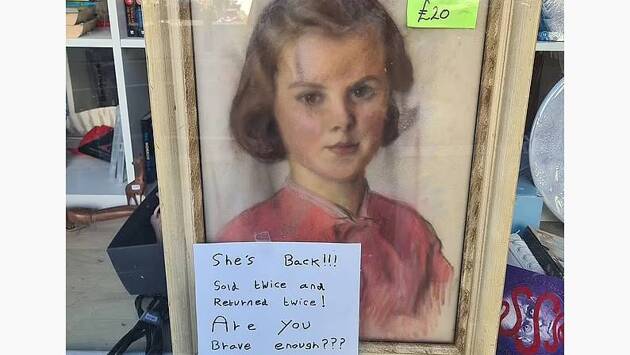 £20
She's Back!!!
Sold twice and
Returned twice!
Are you
Brave enough???